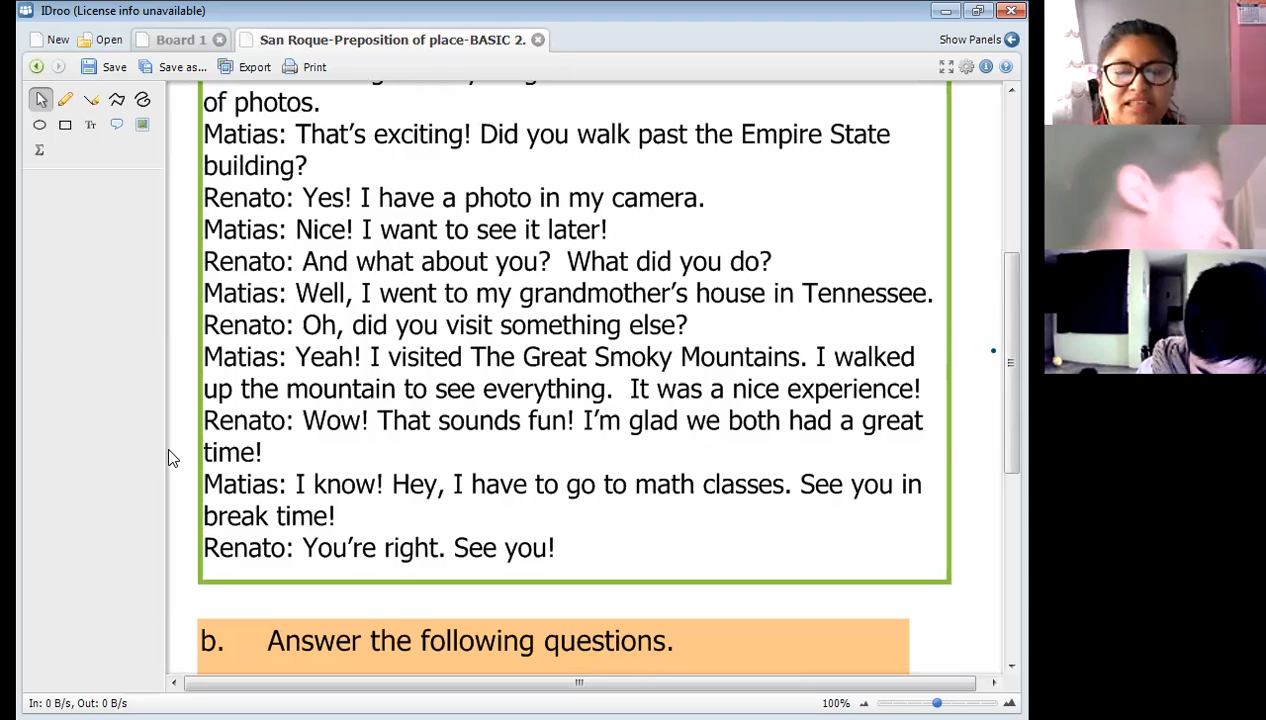 IDroo (License info unavailable)
New Open Board 1 San Roque-Preposition of place-BASIC 2. Show Panels
Save Save as... Export Print
of photos.
Matias: That's exciting! Did you walk past the Empire State
building?
Renato: Yes! I have a photo in my camera.
Matias: Nice! I want to see it later!
Renato: And what about you?  What did you do?
Matias: Well, I went to my grandmother's house in Tennessee.
Renato: Oh, did you visit something else?
Matias: Yeah! I visited The Great Smoky Mountains. I walked
up the mountain to see everything.  It was a nice experience!
Renato: Wow! That sounds fun! I'm glad we both had a great
time!
Matias: I know! Hey, I have to go to math classes. See you in
break time!
Renato: You're right. See you!
b. Answer the following questions.
In: 0 B/s, Out: 0 B/s 100%